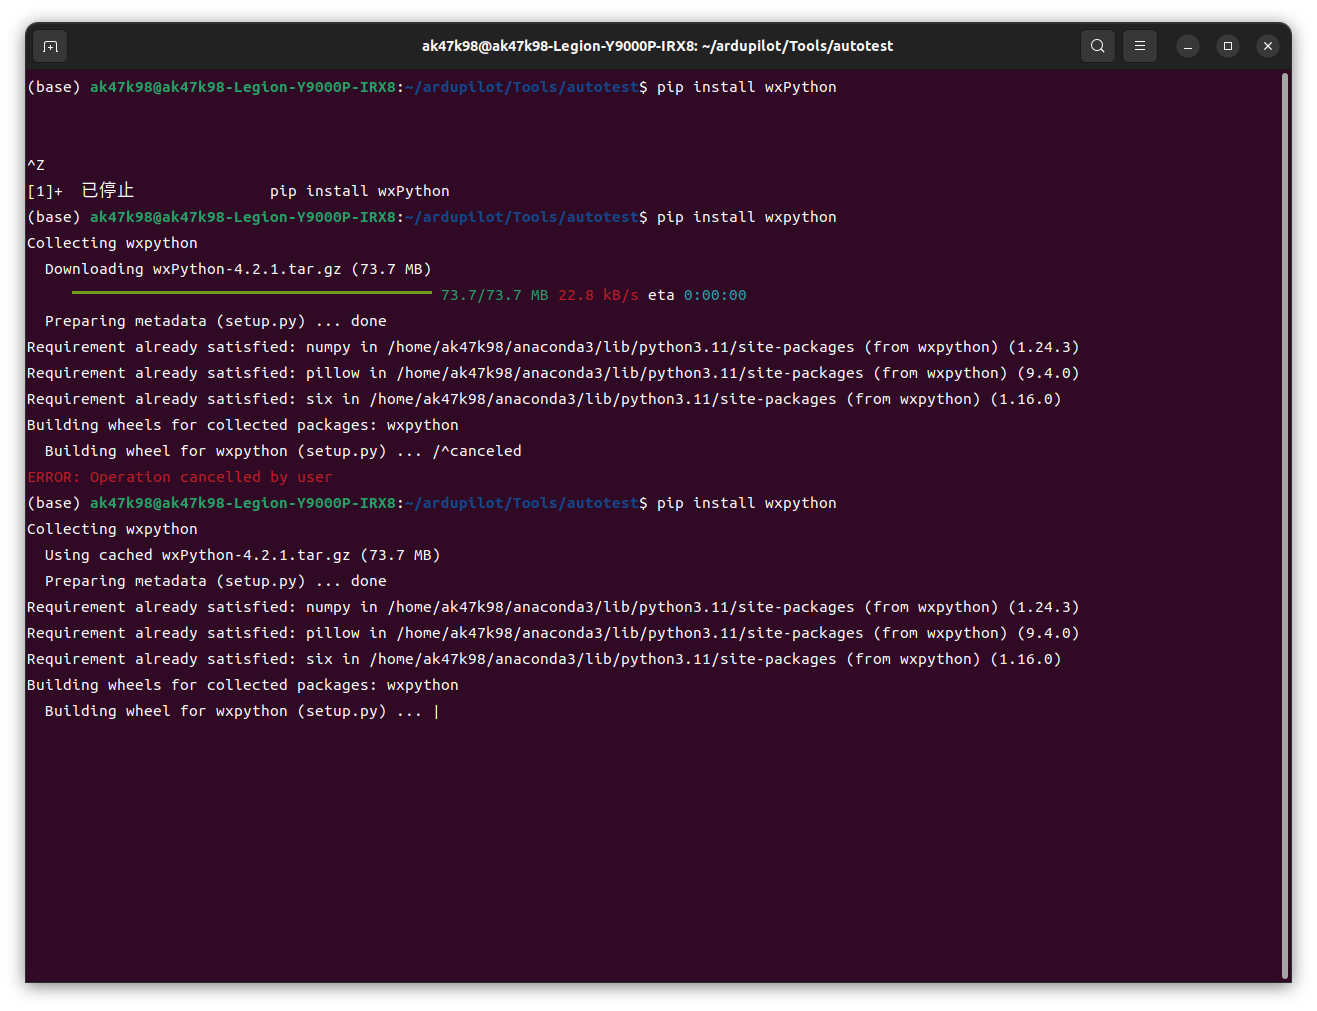 ak47k98@ak47k98-Legion-Y9000P-IRX8: ~/ardupilot/Tools/autotest
(base) ak47k98@ak47k98-Legion-Y9000P-IRX8:~/ardupilot/Tools/autotest$ pip install wxPython
^Z
[1]+  已停止               pip install wxPython
(base) ak47k98@ak47k98-Legion-Y9000P-IRX8:~/ardupilot/Tools/autotest$ pip install wxpython
Collecting wxpython
  Downloading wxPython-4.2.1.tar.gz (73.7 MB)
     73.7/73.7 MB 22.8 kB/s eta 0:00:00
  Preparing metadata (setup.py) ... done
Requirement already satisfied: numpy in /home/ak47k98/anaconda3/lib/python3.11/site-packages (from wxpython) (1.24.3)
Requirement already satisfied: pillow in /home/ak47k98/anaconda3/lib/python3.11/site-packages (from wxpython) (9.4.0)
Requirement already satisfied: six in /home/ak47k98/anaconda3/lib/python3.11/site-packages (from wxpython) (1.16.0)
Building wheels for collected packages: wxpython
  Building wheel for wxpython (setup.py) ... /^canceled
ERROR: Operation cancelled by user
(base) ak47k98@ak47k98-Legion-Y9000P-IRX8:~/ardupilot/Tools/autotest$ pip install wxpython
Collecting wxpython
  Using cached wxPython-4.2.1.tar.gz (73.7 MB)
  Preparing metadata (setup.py) ... done
Requirement already satisfied: numpy in /home/ak47k98/anaconda3/lib/python3.11/site-packages (from wxpython) (1.24.3)
Requirement already satisfied: pillow in /home/ak47k98/anaconda3/lib/python3.11/site-packages (from wxpython) (9.4.0)
Requirement already satisfied: six in /home/ak47k98/anaconda3/lib/python3.11/site-packages (from wxpython) (1.16.0)
Building wheels for collected packages: wxpython
  Building wheel for wxpython (setup.py) ... |